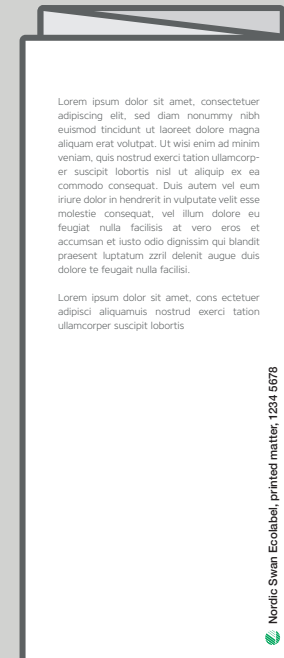 Lorem ipsum dolor sit amet, consectetuer
adipiscing elit, sed diam nonummy nibh
euismod tincidunt ut laoreet dolore magna
aliquam erat volutpat. Ut wisi enim ad minim
veniam, quis nostrud exerci tation ullamcorp-
er suscipit lobortis nisl ut aliquip ex ea
commodo consequat. Duis autem vel eum
iriure dolor in hendrerit in vulputate velit esse
molestie consequat, vel illum dolore eu
feugiat nulla facilisis at vero eros et
accumsan et iusto odio dignissim qui blandit
praesent luptatum zzril delenit augue duis
dolore te feugait nulla facilisi.
Lorem ipsum dolor sit amet, cons ectetuer
adipisci aliquamuis nostrud exerci tation
ullamcorper suscipit lobortis
Nordic Swan Ecolabel, printed matter, 1234 5678